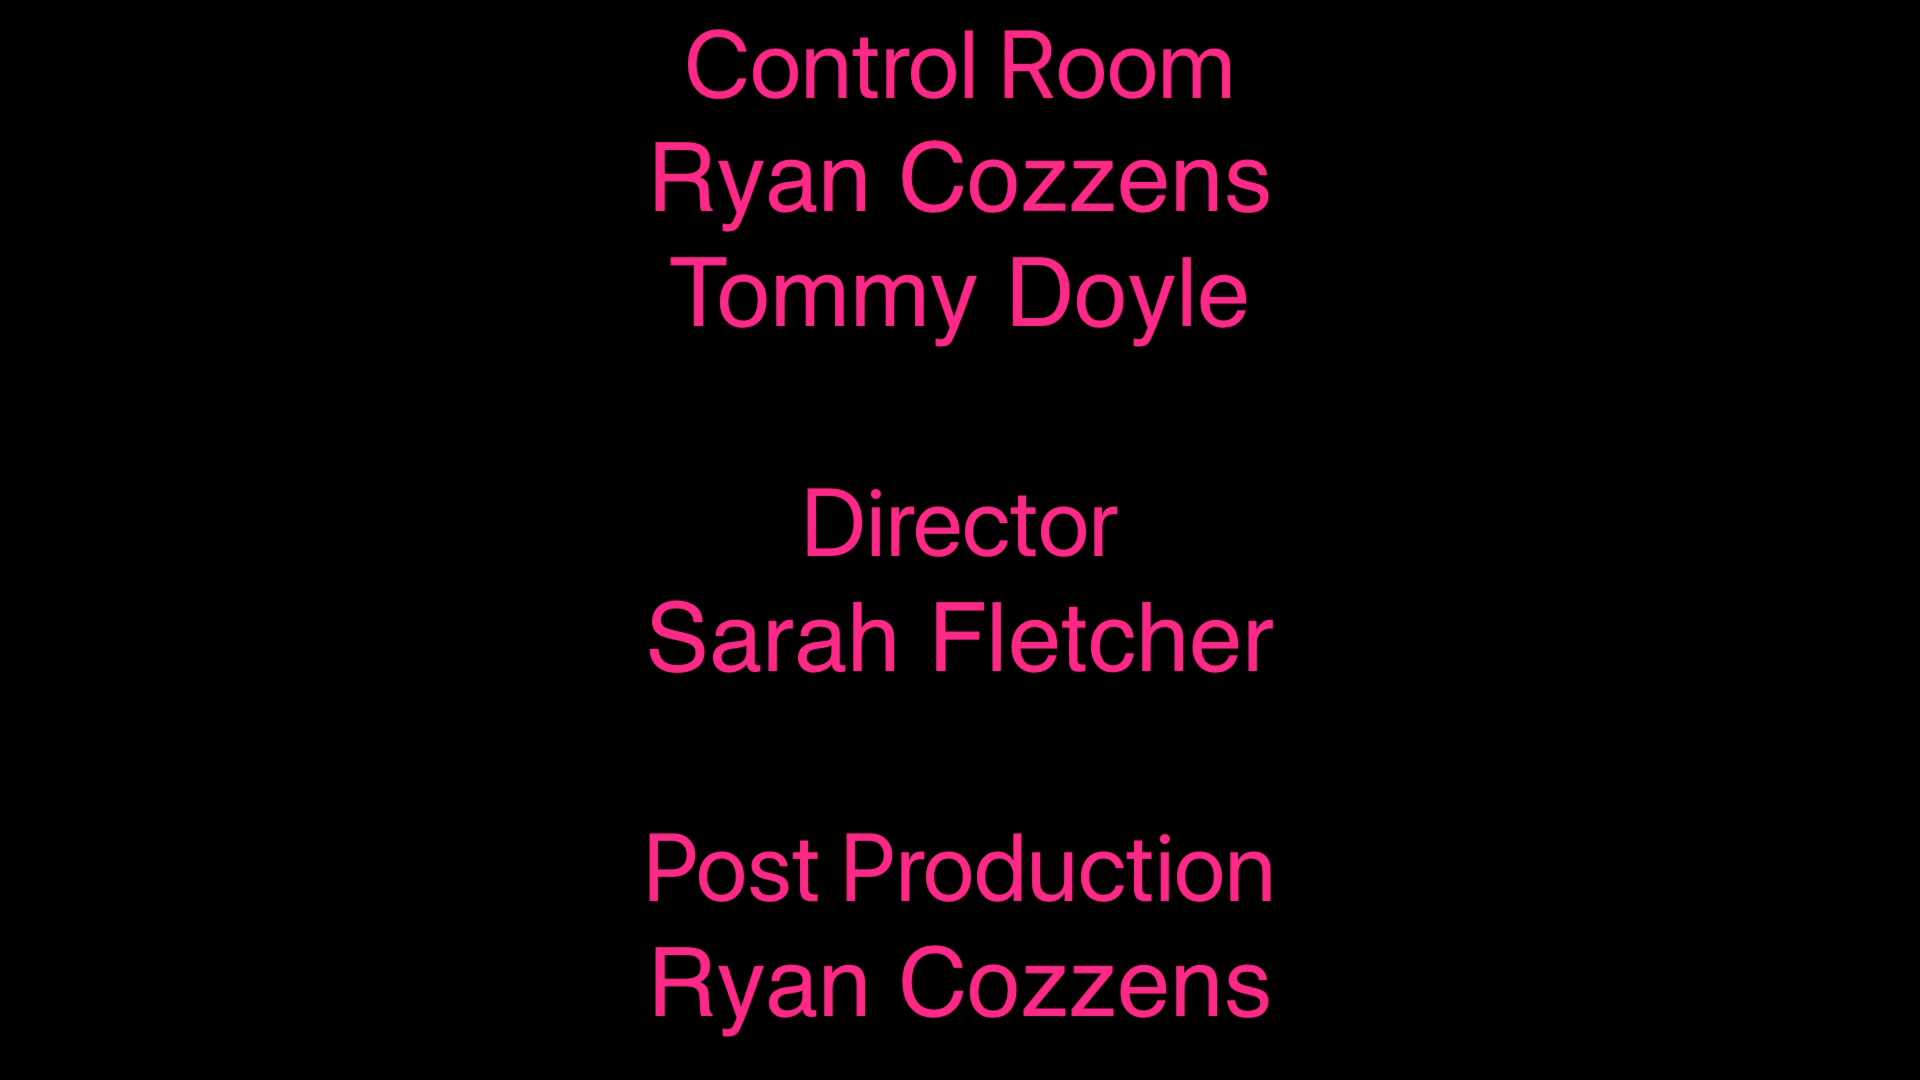 Control Room
Ryan Cozzens
Tommy Doyle
Director
Sarah Fletcher
Post Production
Ryan Cozzens